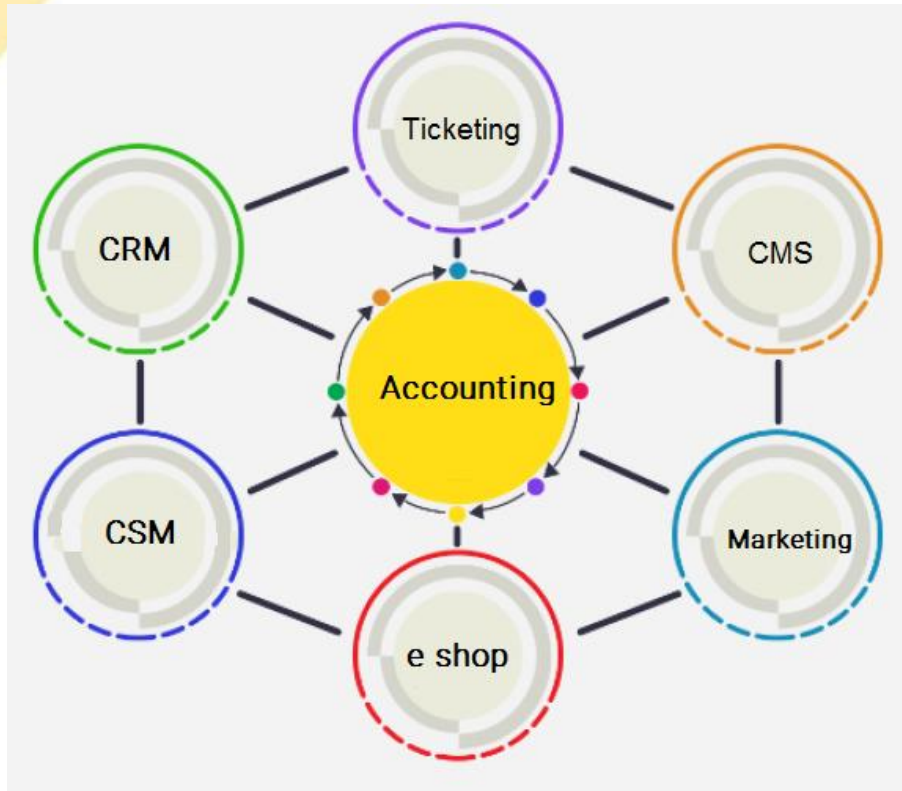 Ticketing
CRM
CMS
Accounting
CSM
Marketing
e shop